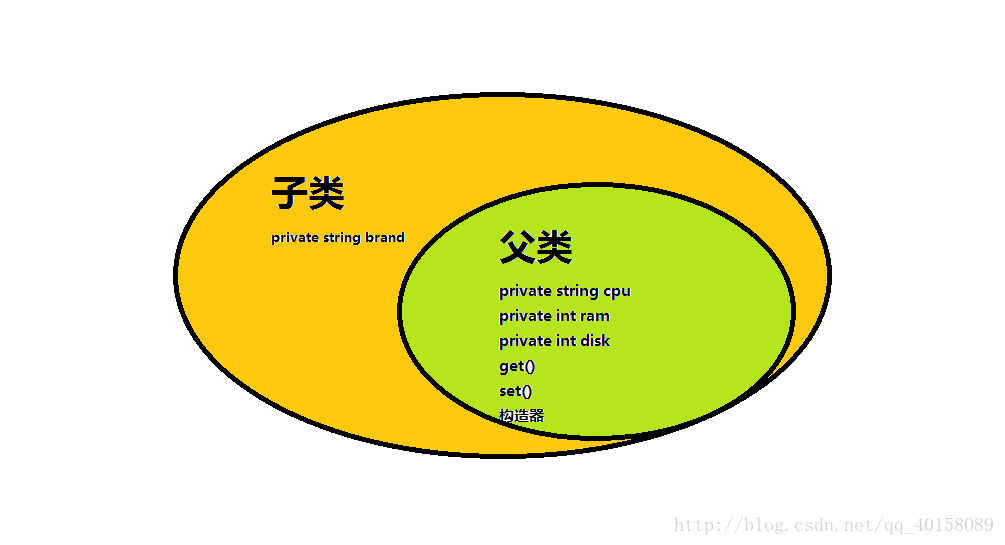 子类
private string brand
父类
private string cpu
private int ram
private int disk
get()
set()
构造器
http://blog.csdn.net/qq_40158089